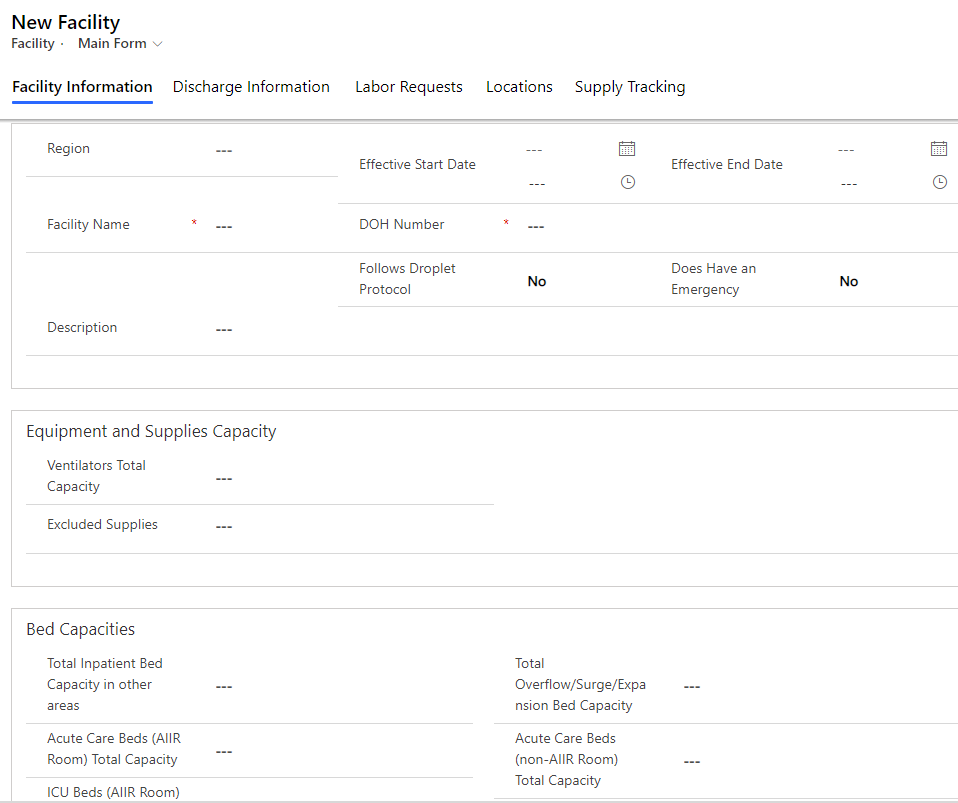 New Facility
Facility · Main Form
Facility Information Discharge Information Labor Requests Locations Supply Tracking
Region ---
Effective Start Date --- ---
Effective End Date --- ---
Facility Name * ---
DOH Number * ---
Follows Droplet
Protocol
No
Does Have an
Emergency
No
Description ---
Equipment and Supplies Capacity
Ventilators Total
Capacity
---
Excluded Supplies ---
Bed Capacities
Total Inpatient Bed
Capacity in other
areas
---
Total
Overflow/Surge/Expa
nsion Bed Capacity
---
Acute Care Beds (AIIR
Room) Total Capacity
---
Acute Care Beds
(non-AIIR Room)
Total Capacity
---
ICU Beds (AIIR Room)